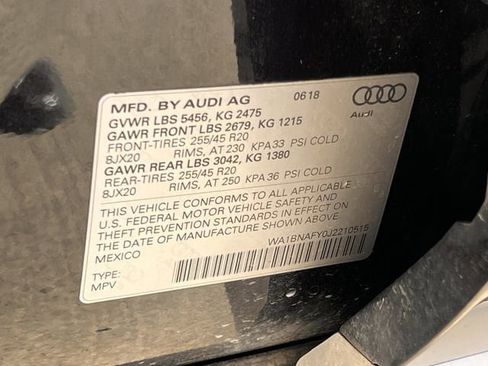 MFD. BY AUDI AG 0618
GVWR LBS 5456, KG 2475
GAWR FRONT LBS 2679, KG 1215
FRONT-TIRES 255/45 R20
8JX20 RIMS, AT 230 KPA33 PSI COLD
GAWR REAR LBS 3042, KG 1380
REAR-TIRES 255/45 R20
8JX20 RIMS, AT 250 KPA36 PSI COLD
Audi
THIS VEHICLE CONFORMS TO ALL APPLICABLE
U.S. FEDERAL MOTOR VEHICLE SAFETY AND
THEFT PREVENTION STANDARDS IN EFFECT ON
THE DATE OF MANUFACTURE SHOWN ABOVE.
MEXICO
WA1BNAFY0J2210515
TYPE:
MPV